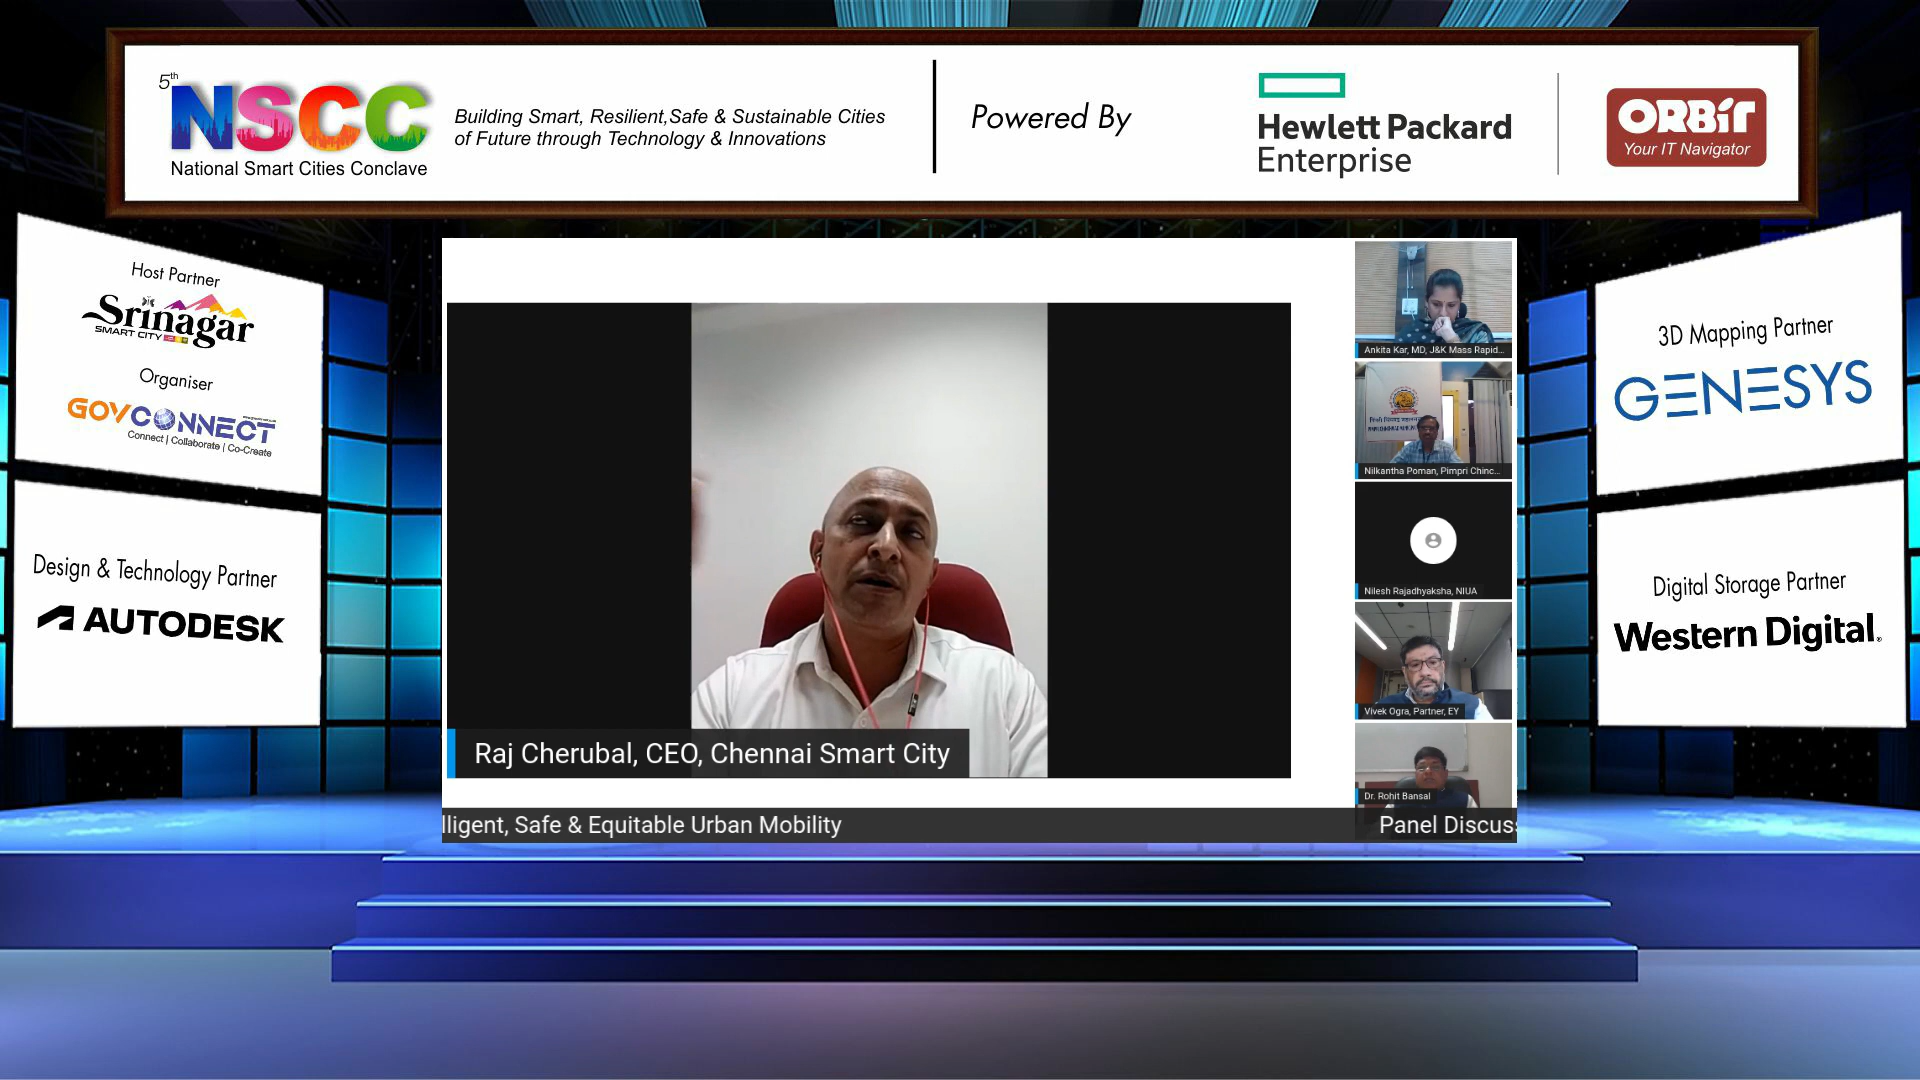 5th
NSCC
National Smart Cities Conclave
Building Smart, Resilient,Safe & Sustainable Cities
of Future through Technology & Innovations
Powered By
Hewlett Packard
Enterprise
ORBIT
Your IT Navigator
Host Partner
Srinagar
SMART CITY
Organiser
GOVCONNECT
Connect | Collaborate | Co-Create
Design & Technology Partner
AUTODESK
Raj Cherubal, CEO, Chennai Smart City
lligent, Safe & Equitable Urban Mobility
Panel Discuss
Ankita Kar, MD, J&K Mass Rapid...
Nilkantha Poman, Pimpri Chinc...
Nilesh Rajadhyaksha, NIUA
Vivek Ogra, Partner, EY
Dr. Rohit Bansal
3D Mapping Partner
GENESYS
Digital Storage Partner
Western Digital.